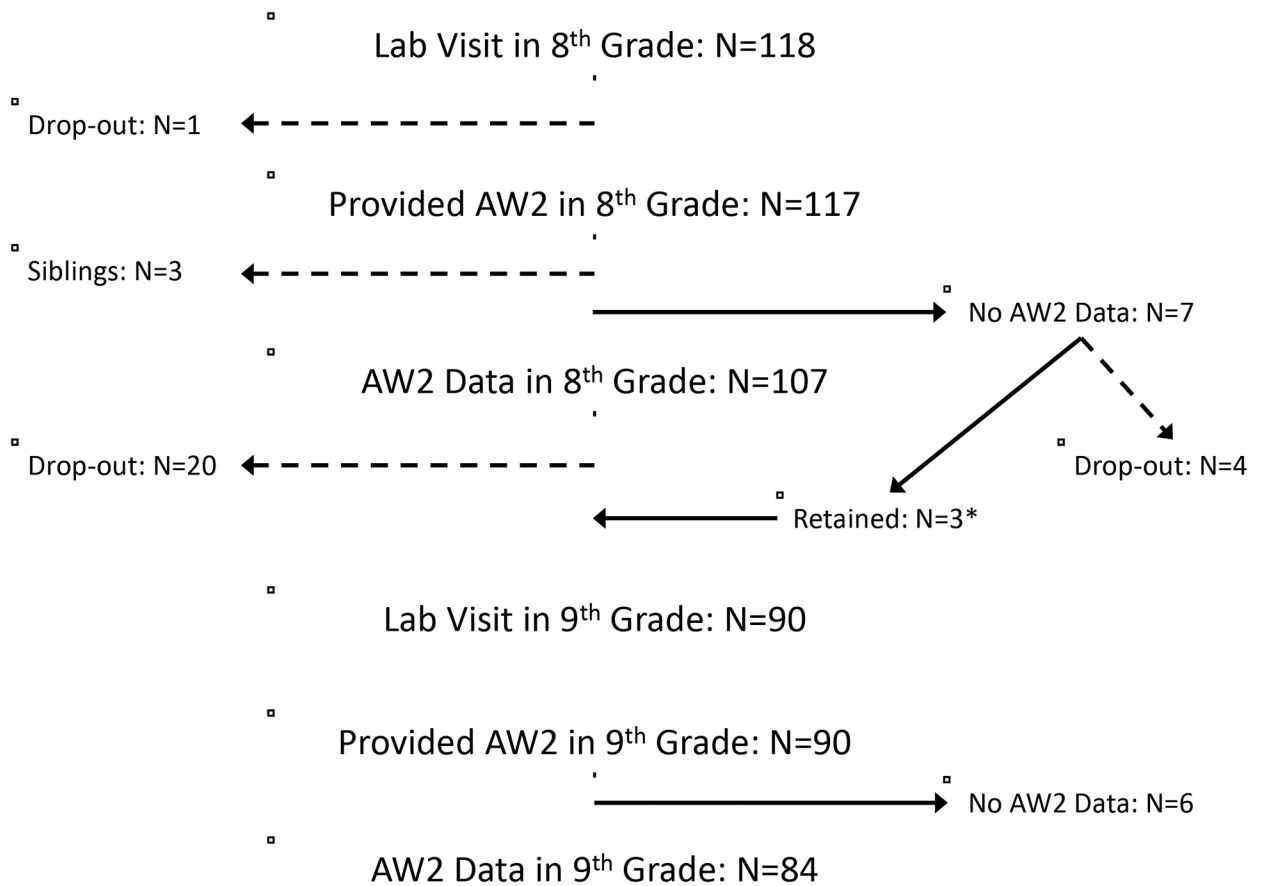 Lab Visit in 8th Grade: N=118
Drop-out: N=1
Provided AW2 in 8th Grade: N=117
Siblings: N=3
No AW2 Data: N=7
AW2 Data in 8th Grade: N=107
Drop-out: N=20
Drop-out: N=4
Retained: N=3*
Lab Visit in 9th Grade: N=90
Provided AW2 in 9th Grade: N=90
No AW2 Data: N=6
AW2 Data in 9th Grade: N=84